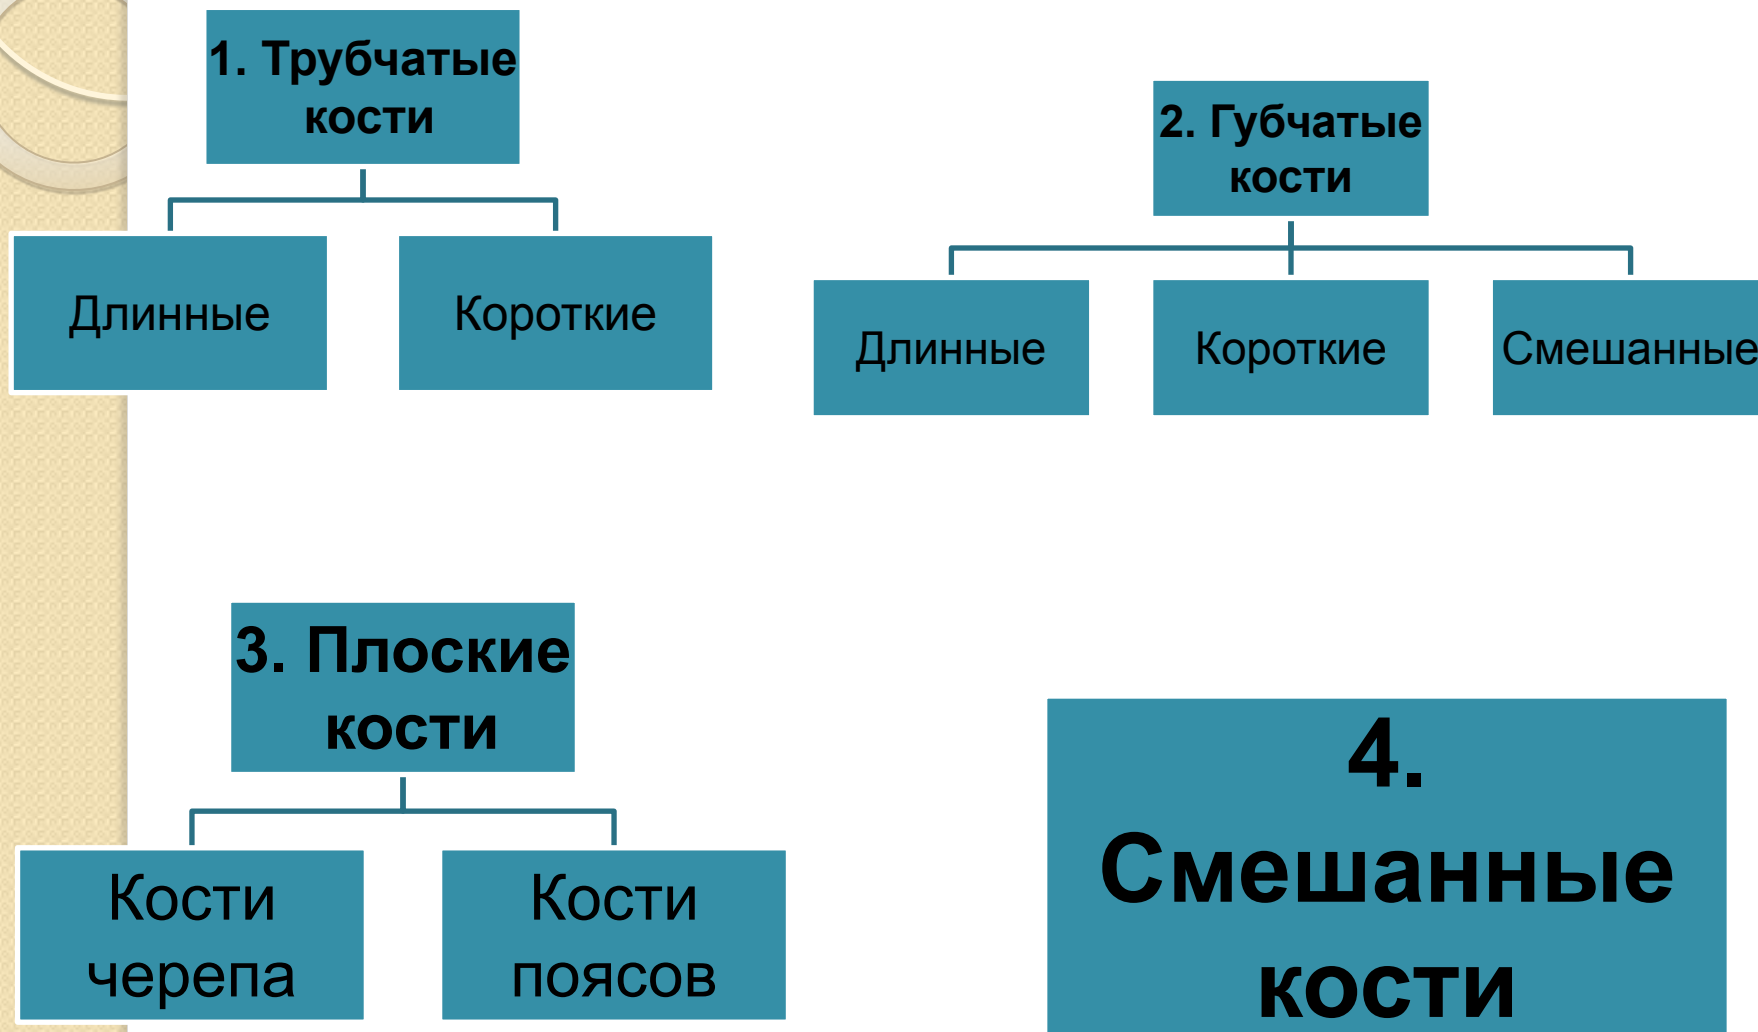 1. Трубчатые
кости
Длинные
Короткие
2. Губчатые
кости
Длинные
Короткие
Смешанные
3. Плоские
кости
Кости
черепа
Кости
поясов
4.
Смешанные
кости